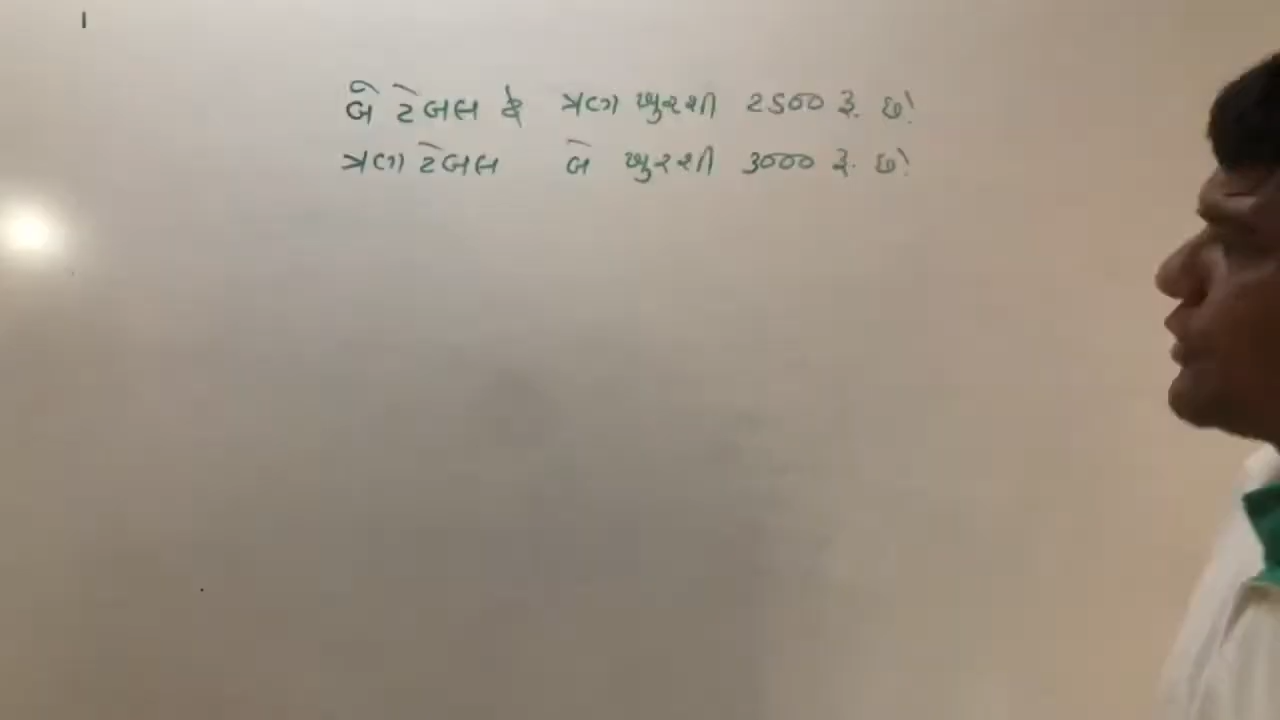 બે ટેબલ ત્રણ ખુરશી 2500 રૂ. છે!
ત્રણ ટેબલ બે ખુરશી 3000 રૂ. છે!